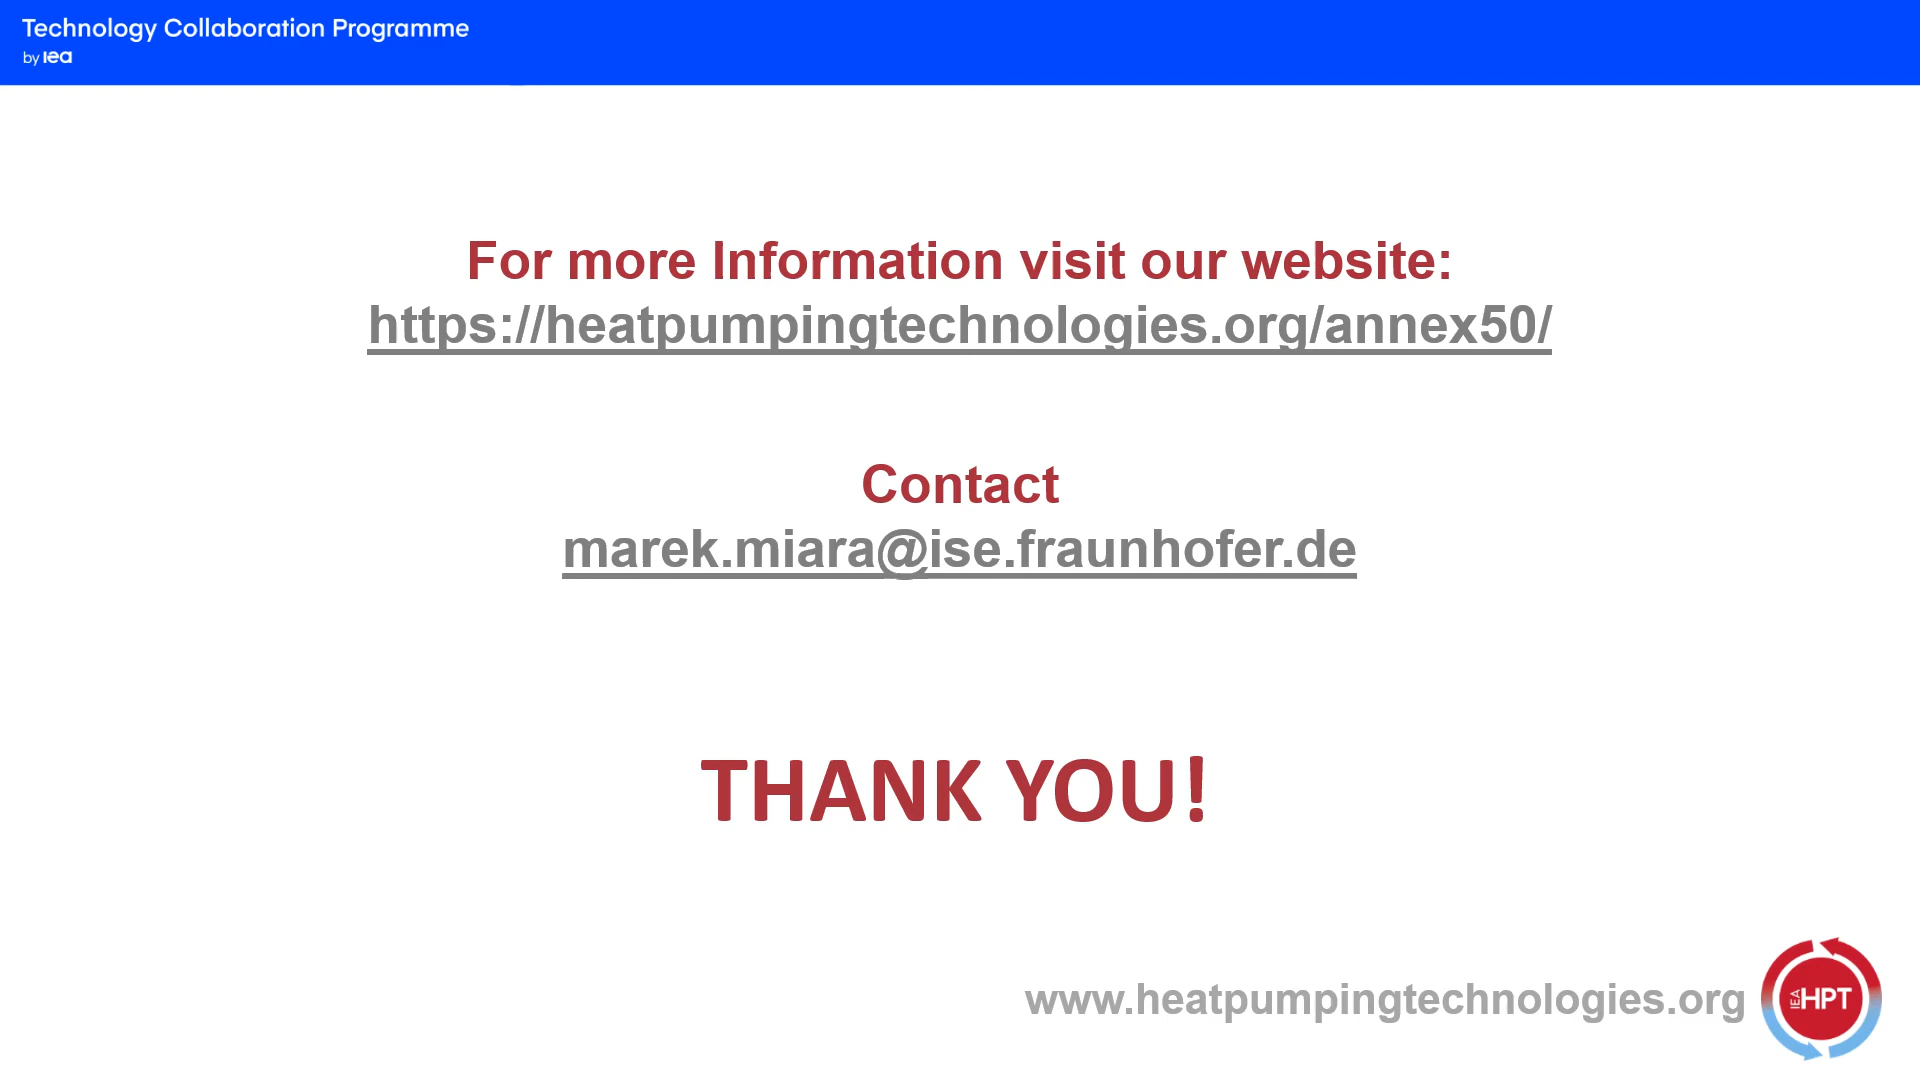 Technology Collaboration Programme
by iea
For more Information visit our website:
https://heatpumpingtechnologies.org/annex50/
Contact
marek.miara@ise.fraunhofer.de
THANK YOU!
www.heatpumpingtechnologies.org
IEA HPT